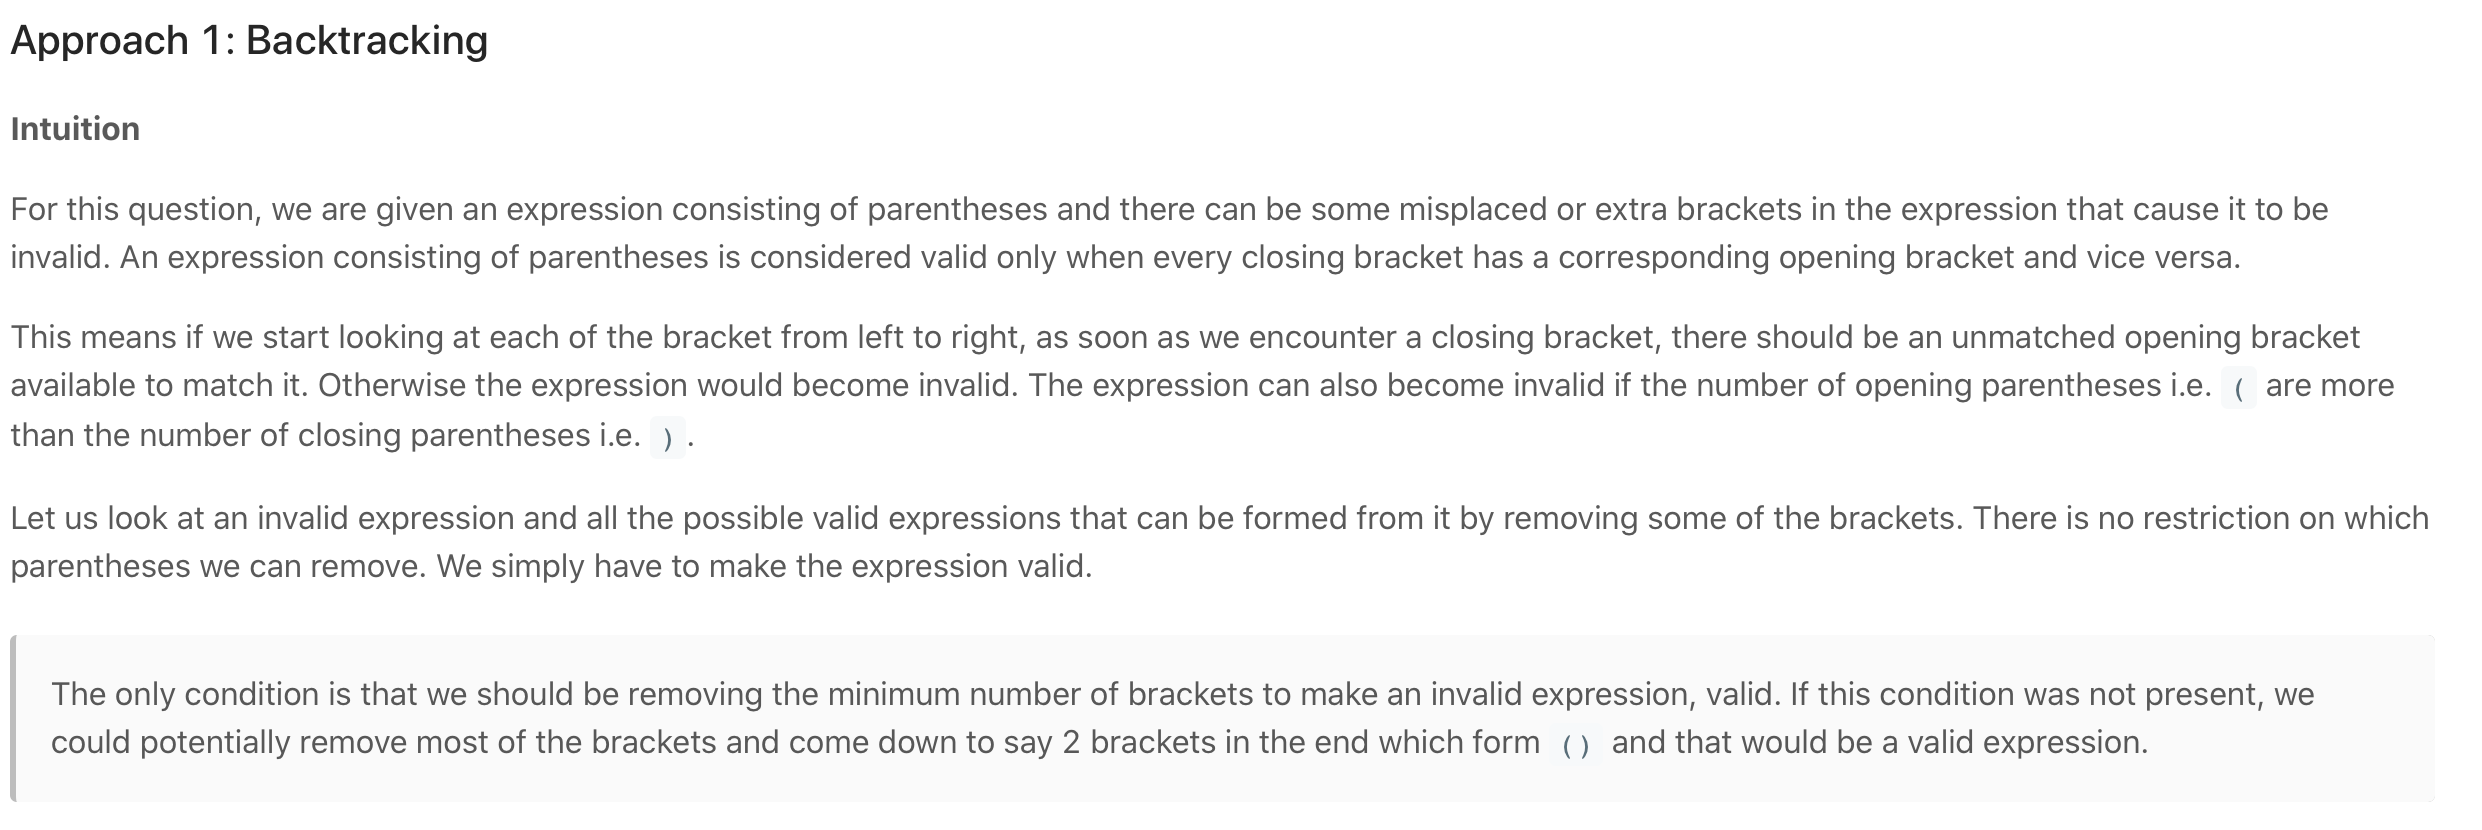 Approach 1: Backtracking
Intuition
For this question, we are given an expression consisting of parentheses and there can be some misplaced or extra brackets in the expression that cause it to be
invalid. An expression consisting of parentheses is considered valid only when every closing bracket has a corresponding opening bracket and vice versa.
This means if we start looking at each of the bracket from left to right, as soon as we encounter a closing bracket, there should be an unmatched opening bracket
available to match it. Otherwise the expression would become invalid. The expression can also become invalid if the number of opening parentheses i.e. ( are more
than the number of closing parentheses i.e. ) .
Let us look at an invalid expression and all the possible valid expressions that can be formed from it by removing some of the brackets. There is no restriction on which
parentheses we can remove. We simply have to make the expression valid.
The only condition is that we should be removing the minimum number of brackets to make an invalid expression, valid. If this condition was not present, we
could potentially remove most of the brackets and come down to say 2 brackets in the end which form () and that would be a valid expression.